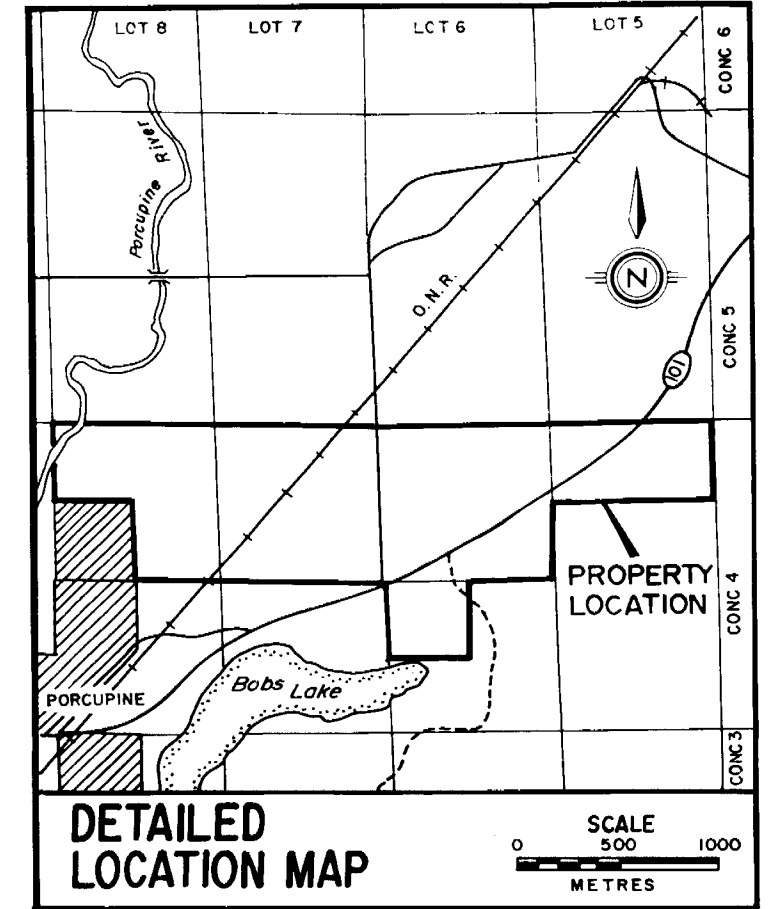 LOT 8 LOT 7 LOT 6 LOT 5
CONC 6
Porcupine River
N
O.N.R.
CONC 5
101
PROPERTY
LOCATION
CONC 4
Bobs Lake
PORCUPINE
CONC 3
DETAILED
LOCATION MAP
SCALE
0 500 1000
METRES